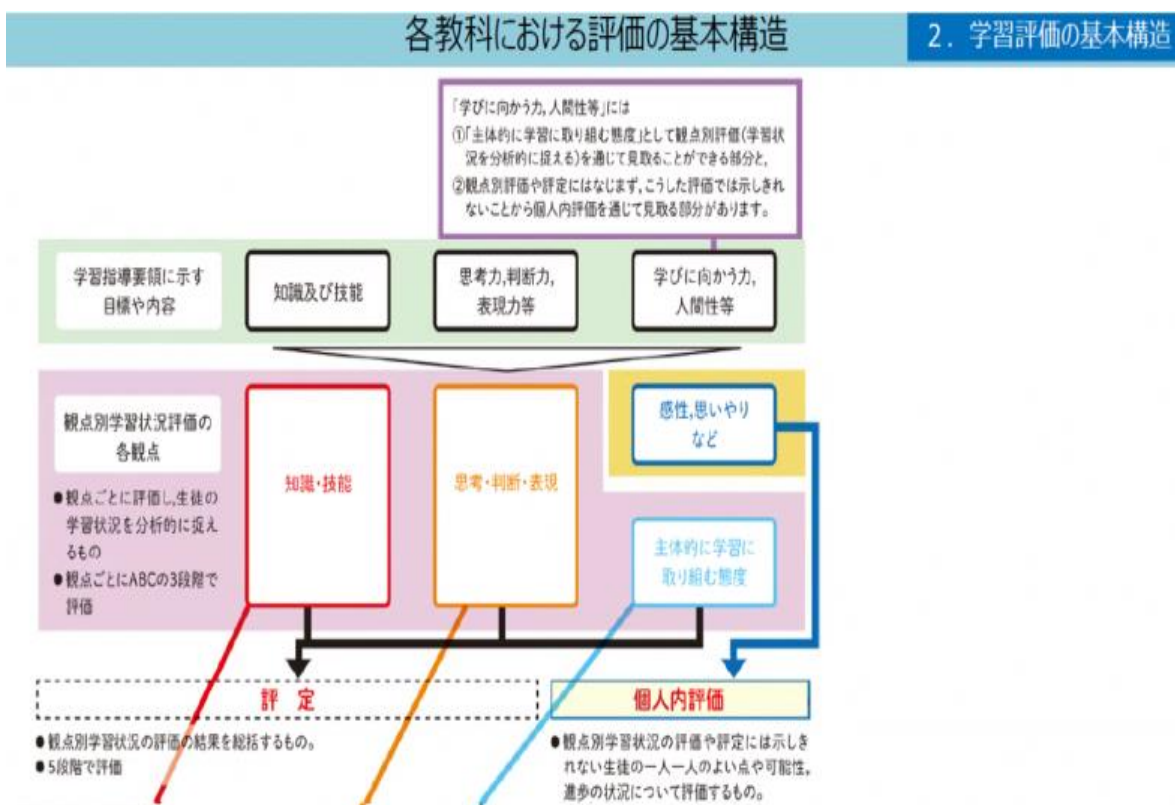 各教科における評価の基本構造
2. 学習評価の基本構造
「学びに向かう力,人間性等」には
①「主体的に学習に取り組む態度」として観点別評価(学習状
況を分析的に捉える)を通じて見取ることができる部分と,
②観点別評価や評定にはなじまず,こうした評価では示しきれ
ないことから個人内評価を通じて見取る部分があります。
学習指導要領に示す
目標や内容
知識及び技能
思考力,判断力,
表現力等
学びに向かう力,
人間性等
観点別学習状況評価の
各観点
●観点ごとに評価し,生徒の
学習状況を分析的に捉え
るもの
●観点ごとにABCの3段階で
評価
知識・技能
思考・判断・表現
感性,思いやり
など
主体的に学習に
取り組む態度
評 定
●観点別学習状況の評価の結果を総括するもの。
●5段階で評価
個人内評価
●観点別学習状況の評価や評定には示しき
れない生徒の一人一人のよい点や可能性,
進歩の状況について評価するもの。